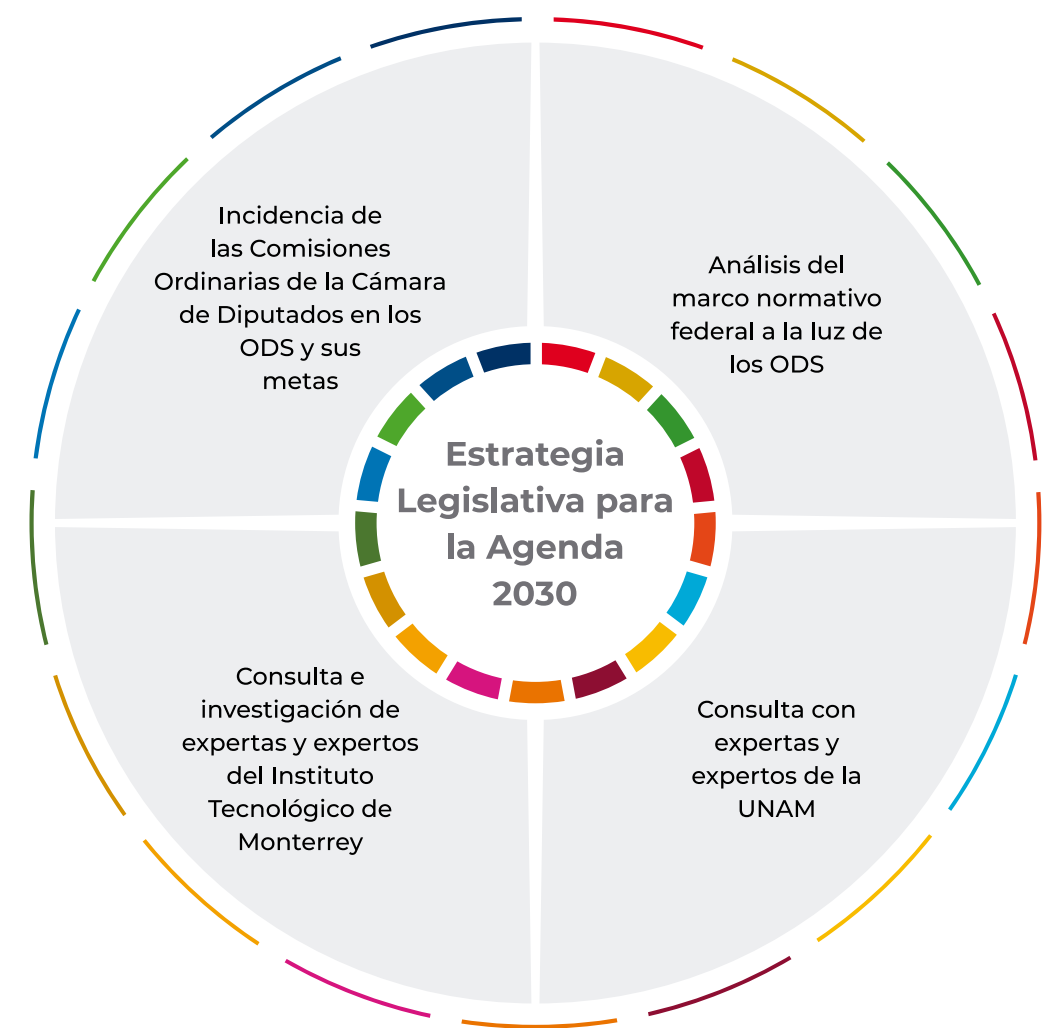 Incidencia de
las Comisiones
Ordinarias de la Cámara
de Diputados en los
ODS y sus
metas
Análisis del
marco normativo
federal a la luz de
los ODS
Estrategia
Legislativa para
la Agenda
2030
Consulta e
investigación de
expertas y expertos
del Instituto
Tecnológico de
Monterrey
Consulta con
expertas y
expertos de la
UNAM